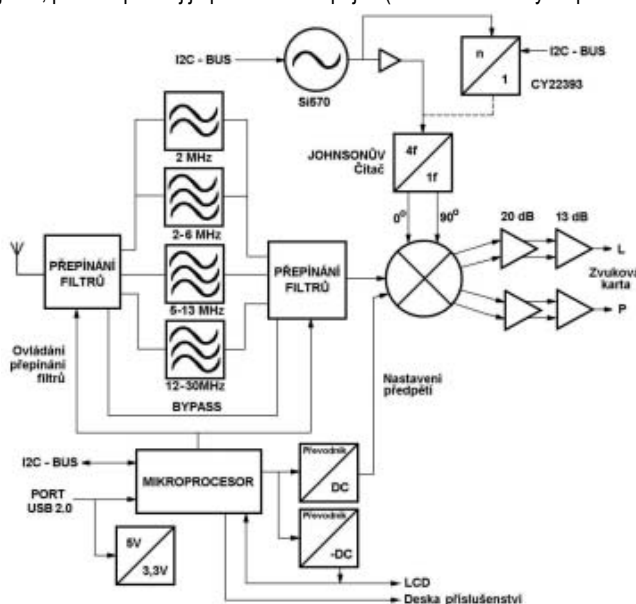 I2C - BUS
Si570
n
1
I2C - BUS
CY22393
2 MHz
JOHNSONŮV
Čítač
4f
1f
0°
90°
2-6 MHz
20 dB
13 dB
L
PŘEPÍNÁNÍ
FILTRŮ
PŘEPÍNÁNÍ
FILTRŮ
Zvuková
karta
P
5-13 MHz
Ovládání
přepínání
filtrů
12-30MHz
BYPASS
Nastavení
předpětí
I2C - BUS
MIKROPROCESOR
Převodník
DC
PORT
USB 2.0
5V
3,3V
Převodník
-DC
LCD
Deska příslušenství